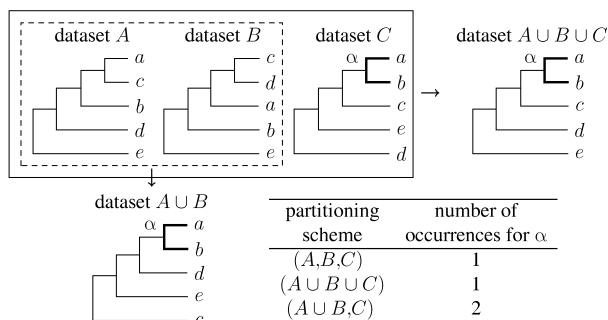 dataset A
dataset B
dataset C
dataset A ∪ B ∪ C
a
c
b
d
e
c
d
a
b
e
α
a
b
c
e
d
→
α
a
b
c
d
e
↓
dataset A ∪ B
α
a
b
d
e
partitioning scheme
number of occurrences for α
(A,B,C) 1
(A ∪ B ∪ C) 1
(A ∪ B,C) 2